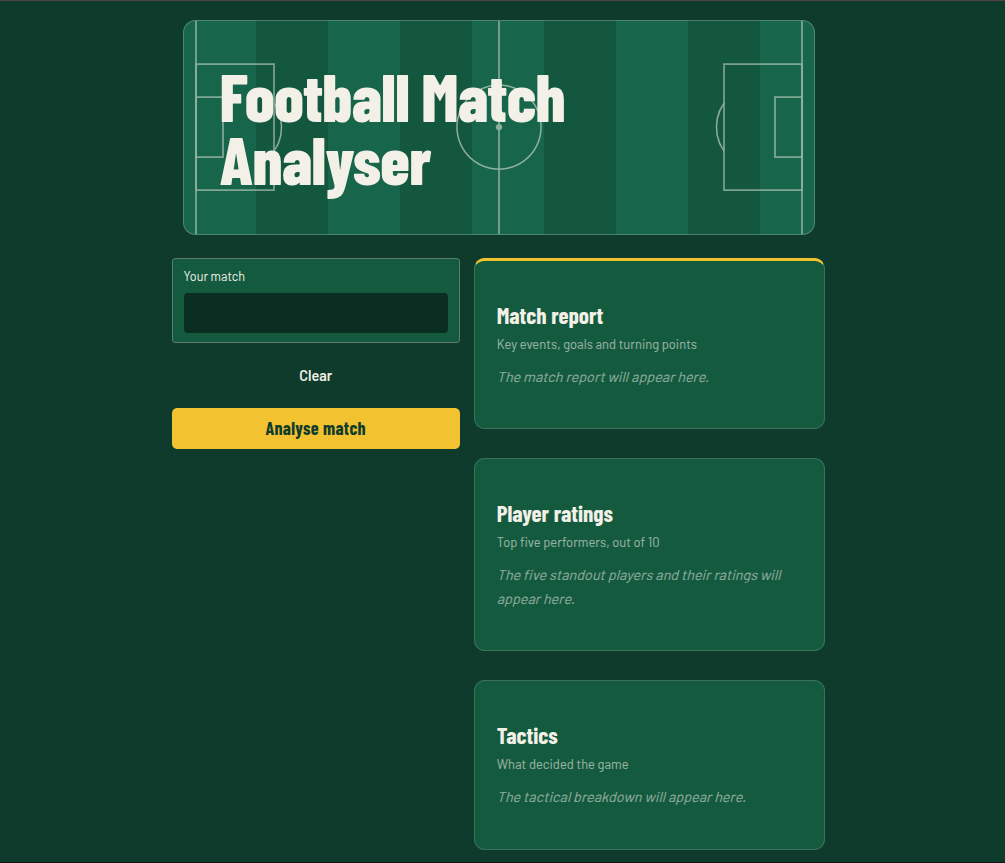 Football Match
Analyser
Your match
Clear
Analyse match
Match report
Key events, goals and turning points
The match report will appear here.
Player ratings
Top five performers, out of 10
The five standout players and their ratings will
appear here.
Tactics
What decided the game
The tactical breakdown will appear here.